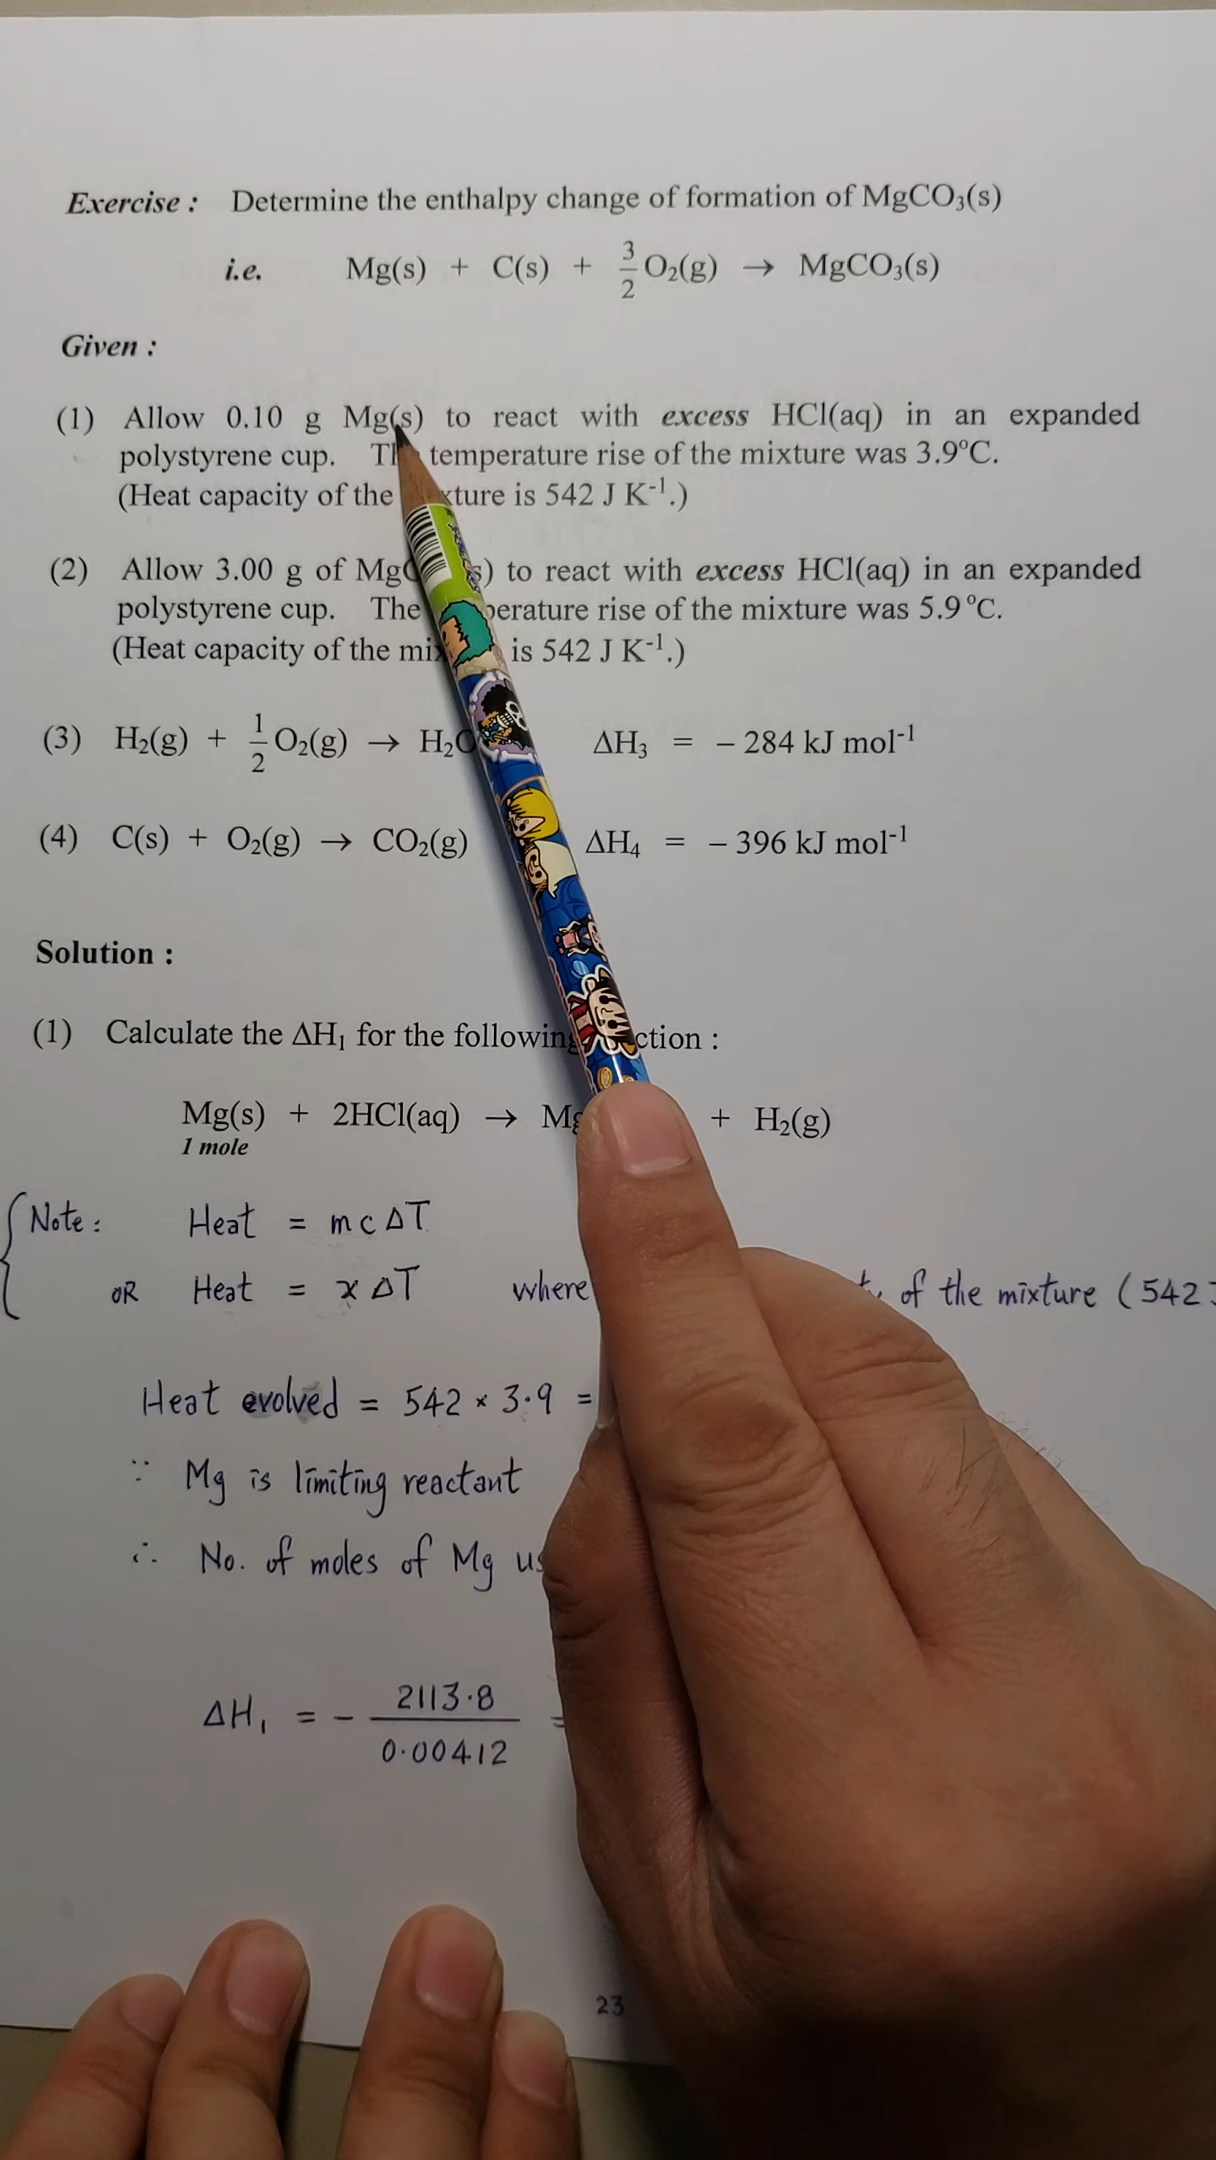 Exercise : Determine the enthalpy change of formation of MgCO₃(s)
i.e. Mg(s) + C(s) + 3/2 O₂(g) → MgCO₃(s)
Given :
(1) Allow 0.10 g Mg(s) to react with excess HCl(aq) in an expanded
polystyrene cup. temperature rise of the mixture was 3.9°C.
(Heat capacity of the is 542 J K⁻¹.)
(2) Allow 3.00 g of to react with excess HCl(aq) in an expanded
polystyrene cup. The rise of the mixture was 5.9°C.
(Heat capacity of the is 542 J K⁻¹.)
(3) H₂(g) + 1/2 O₂(g) → ΔH₃ = – 284 kJ mol⁻¹
(4) C(s) + O₂(g) → CO₂(g) ΔH₄ = – 396 kJ mol⁻¹
Solution :
(1) Calculate the ΔH₁ for the :
Mg(s) + 2HCl(aq) → + H₂(g)
1 mole
Note : Heat = mcΔT
OR Heat = xΔT where of the mixture (542
Heat evolved = 542 × 3.9 =
∵ Mg is limiting reactant
∴ No. of moles of Mg
ΔH₁ = – 2113.8 / 0.00412 =
23